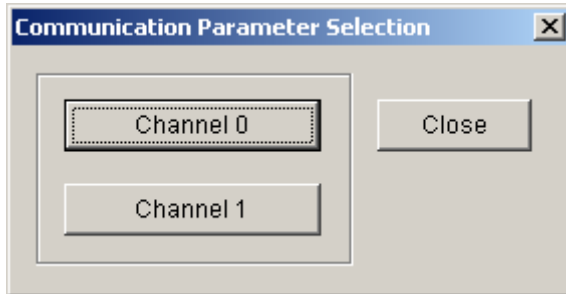 Communication Parameter Selection
Channel 0
Close
Channel 1